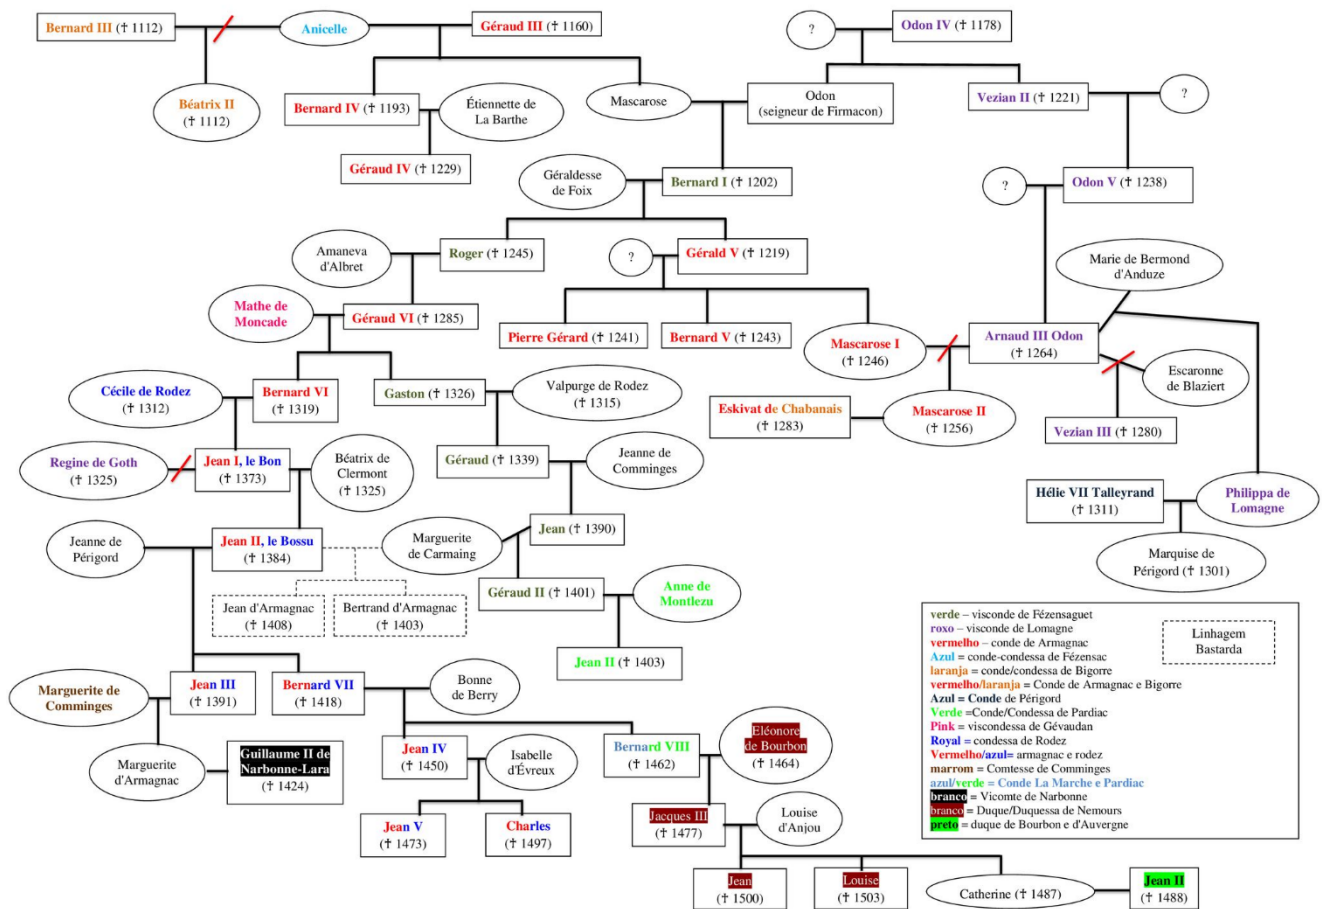 Bernard III († 1112)
Anicelle
Géraud III († 1160)
?
Odon IV († 1178)
Béatrix II
(† 1112)
Bernard IV († 1193)
Étiennette de
La Barthe
Mascarose
Odon
(seigneur de Firmacon)
Vezian II († 1221)
?
Géraud IV († 1229)
Géraldesse
de Foix
Bernard I († 1202)
?
Odon V († 1238)
Amaneva
d'Albret
Roger († 1245)
?
Gérald V († 1219)
Marie de Bermond
d'Anduze
Mathe de
Moncade
Géraud VI († 1285)
Pierre Gérard († 1241)
Bernard V († 1243)
Mascarose I
(† 1246)
Arnaud III Odon
(† 1264)
Escaronne
de Blaziert
Cécile de Rodez
(† 1312)
Bernard VI
(† 1319)
Gaston († 1326)
Valpurge de Rodez
(† 1315)
Eskivat de Chabanais
(† 1283)
Mascarose II
(† 1256)
Vezian III († 1280)
Regine de Goth
(† 1325)
Jean I, le Bon
(† 1373)
Béatrix de
Clermont
(† 1325)
Géraud († 1339)
Jeanne de
Comminges
Hélie VII Talleyrand
(† 1311)
Philippa de
Lomagne
Jeanne de
Périgord
Jean II, le Bossu
(† 1384)
Marguerite
de Carmaing
Jean († 1390)
Marquise de
Périgord († 1301)
Jean d'Armagnac
(† 1408)
Bertrand d'Armagnac
(† 1403)
Géraud II († 1401)
Anne de
Montlezu
Jean II († 1403)
Marguerite de
Comminges
Jean III
(† 1391)
Bernard VII
(† 1418)
Bonne
de Berry
Marguerite
d'Armagnac
Guillaume II de
Narbonne-Lara
(† 1424)
Jean IV
(† 1450)
Isabelle
d'Évreux
Bernard VIII
(† 1462)
Eléonore
de Bourbon
(† 1464)
Jean V
(† 1473)
Charles
(† 1497)
Jacques III
(† 1477)
Louise
d'Anjou
Jean
(† 1500)
Louise
(† 1503)
Catherine († 1487)
Jean II
(† 1488)
verde – visconde de Fézensaguet
roxo – visconde de Lomagne
vermelho – conde de Armagnac
Azul = conde-condessa de Fézensac
laranja = conde/condessa de Bigorre
vermelho/laranja = Conde de Armagnac e Bigorre
Azul = Conde de Périgord
Verde =Conde/Condessa de Pardiac
Pink = viscondessa de Gévaudan
Royal = condessa de Rodez
Vermelho/azul= armagnac e rodez
marrom = Comtesse de Comminges
azul/verde = Conde La Marche e Pardiac
branco = Vicomte de Narbonne
branco = Duque/Duquessa de Nemours
preto = duque de Bourbon e d'Auvergne
Linhagem
Bastarda